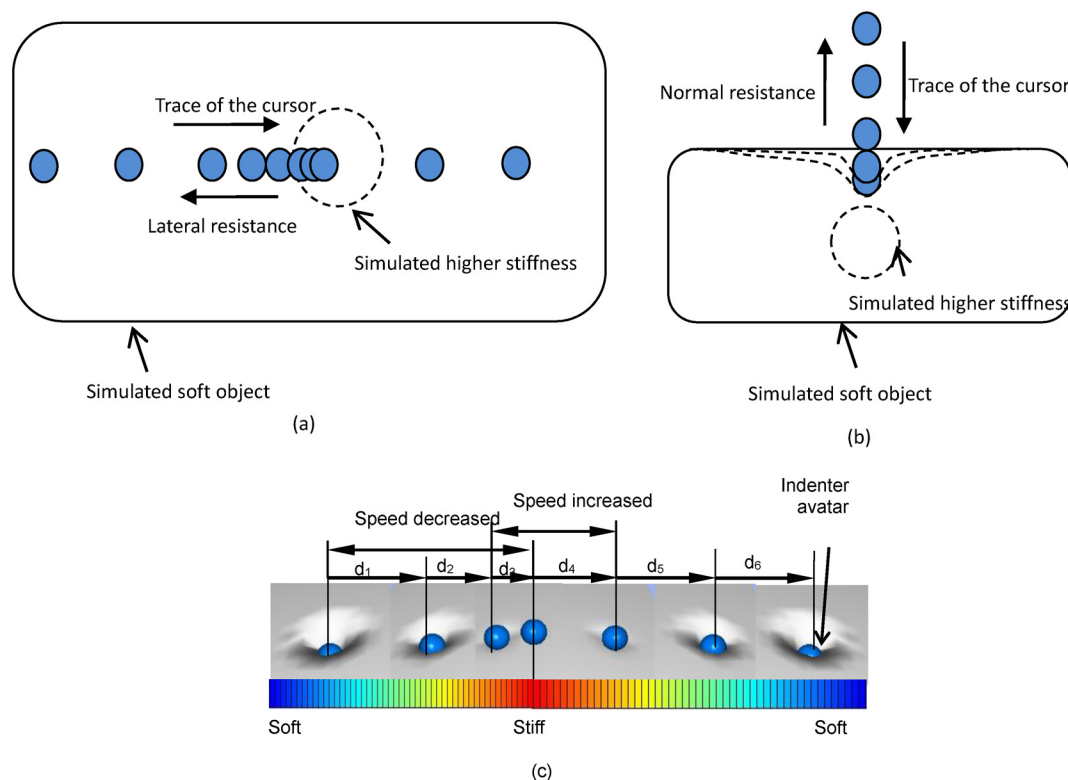 Trace of the cursor
Lateral resistance
Simulated higher stiffness
Simulated soft object
(a)
Normal resistance
Trace of the cursor
Simulated higher stiffness
Simulated soft object
(b)
Indenter
avatar
Speed increased
Speed decreased
d1 d2 d3 d4 d5 d6
Soft Stiff Soft
(c)